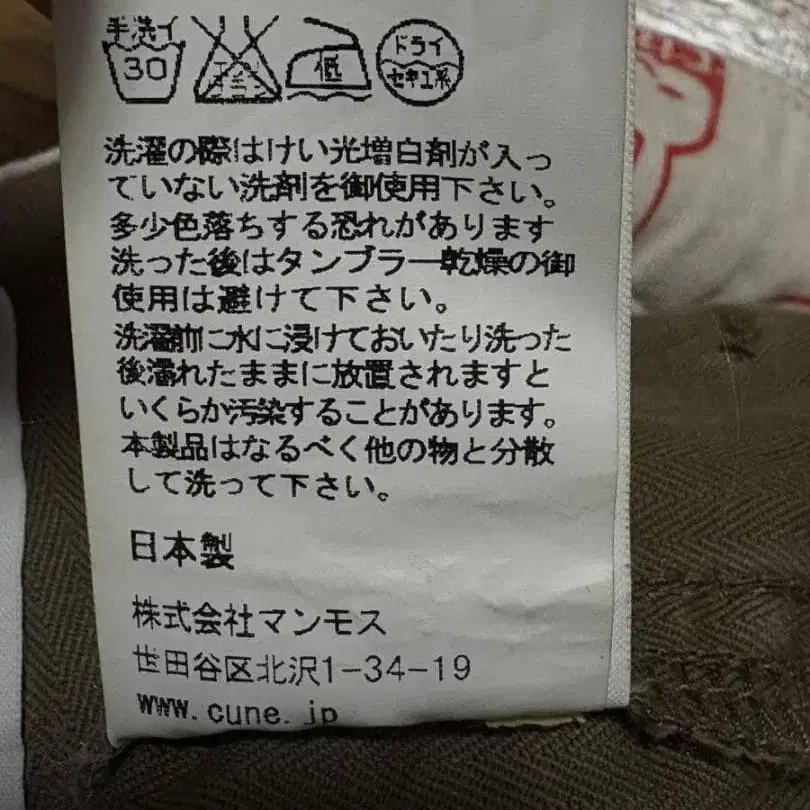 手洗イ
30
低
ドライ
セキユ系
洗濯の際はけい光増白剤が入っ
ていない洗剤を御使用下さい。
多少色落ちする恐れがあります
洗った後はタンブラー乾燥の御
使用は避けて下さい。
洗濯前に水に浸けておいたり洗った
後濡れたままに放置されますと
いくらか汚染することがあります。
本製品はなるべく他の物と分散
して洗って下さい。
日本製
株式会社マンモス
世田谷区北沢1-34-19
www.cune.jp